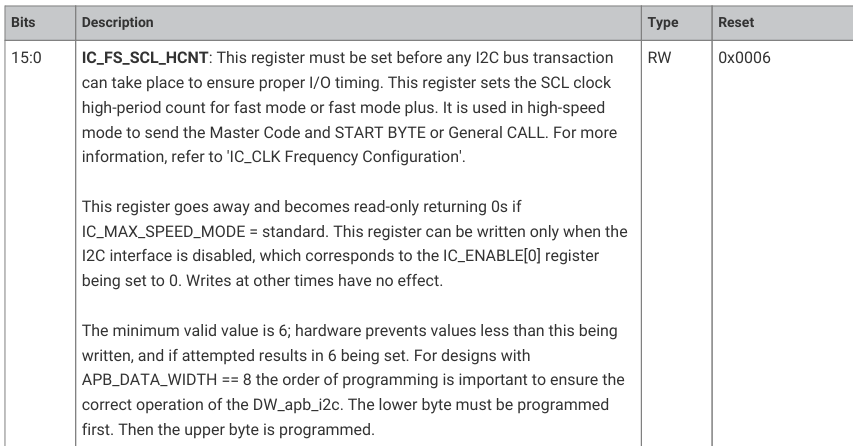 Bits Description Type Reset
15:0 IC_FS_SCL_HCNT: This register must be set before any I2C bus transaction RW 0x0006
can take place to ensure proper I/O timing. This register sets the SCL clock
high-period count for fast mode or fast mode plus. It is used in high-speed
mode to send the Master Code and START BYTE or General CALL. For more
information, refer to 'IC_CLK Frequency Configuration'.
This register goes away and becomes read-only returning 0s if
IC_MAX_SPEED_MODE = standard. This register can be written only when the
I2C interface is disabled, which corresponds to the IC_ENABLE[0] register
being set to 0. Writes at other times have no effect.
The minimum valid value is 6; hardware prevents values less than this being
written, and if attempted results in 6 being set. For designs with
APB_DATA_WIDTH == 8 the order of programming is important to ensure the
correct operation of the DW_apb_i2c. The lower byte must be programmed
first. Then the upper byte is programmed.